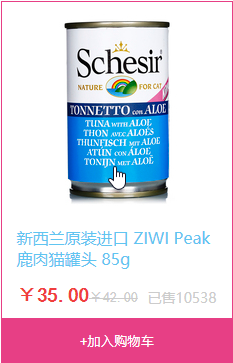 Schesir
NATURE FOR CAT
TONNETTO con ALOE
TUNA WITH ALOE
THON AVEC ALOÈS
THUNFISCH MIT ALOE
ATÚN CON ALOE
TONIJN MET ALOE
新西兰原装进口 ZIWI Peak
鹿肉猫罐头 85g
￥35.00 ￥42.00 已售10538
+加入购物车